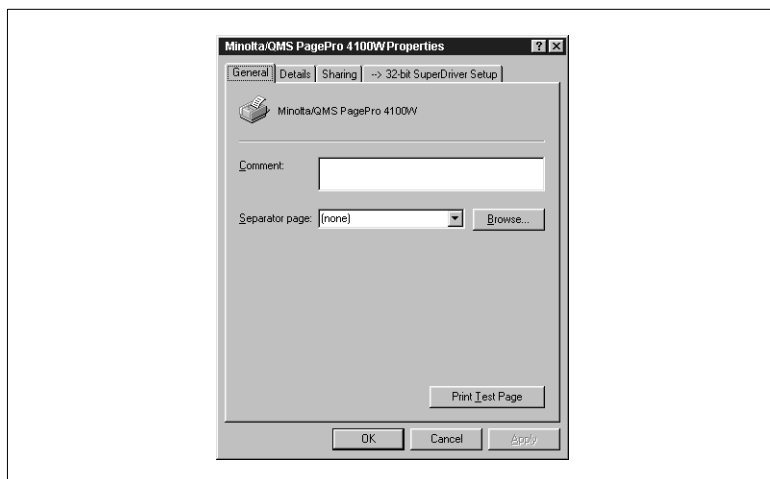 Minolta/QMS PagePro 4100W Properties
General Details Sharing --> 32-bit SuperDriver Setup
Minolta/QMS PagePro 4100W
Comment:
Separator page: (none) Browse...
Print Test Page
OK Cancel Apply